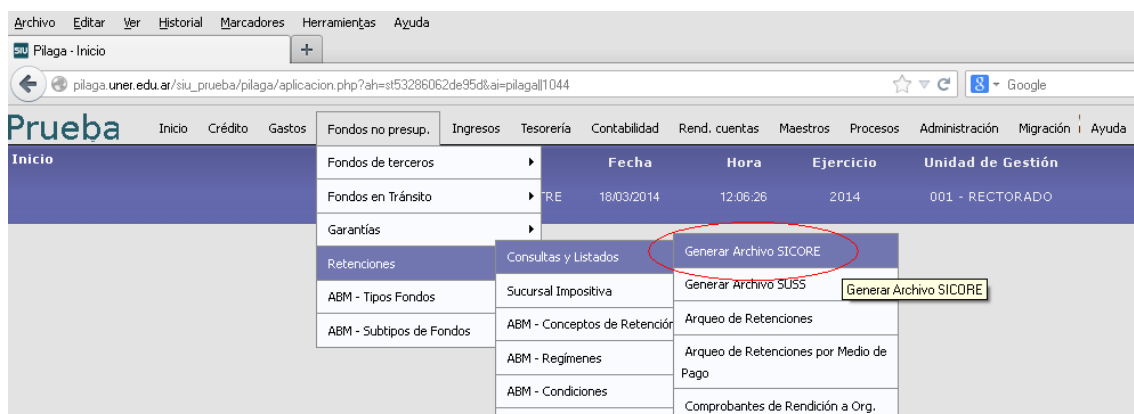 Archivo Editar Ver Historial Marcadores Herramientas Ayuda
SIU Pilaga - Inicio +
pilaga.uner.edu.ar/siu_prueba/pilaga/aplicacion.php?ah=st53286062de95d&ai=pilaga||1044 8 Google
Prueba Inicio Crédito Gastos Fondos no presup. Ingresos Tesorería Contabilidad Rend. cuentas Maestros Procesos Administración Migración Ayuda
Inicio Fecha Hora Ejercicio Unidad de Gestión
TRE 18/03/2014 12:06:26 2014 001 - RECTORADO
Fondos de terceros
Fondos en Tránsito
Garantías
Retenciones
ABM - Tipos Fondos
ABM - Subtipos de Fondos
Consultas y Listados
Sucursal Impositiva
ABM - Conceptos de Retención
ABM - Regímenes
ABM - Condiciones
Generar Archivo SICORE
Generar Archivo SUSS
Generar Archivo SICORE
Arqueo de Retenciones
Arqueo de Retenciones por Medio de
Pago
Comprobantes de Rendición a Org.